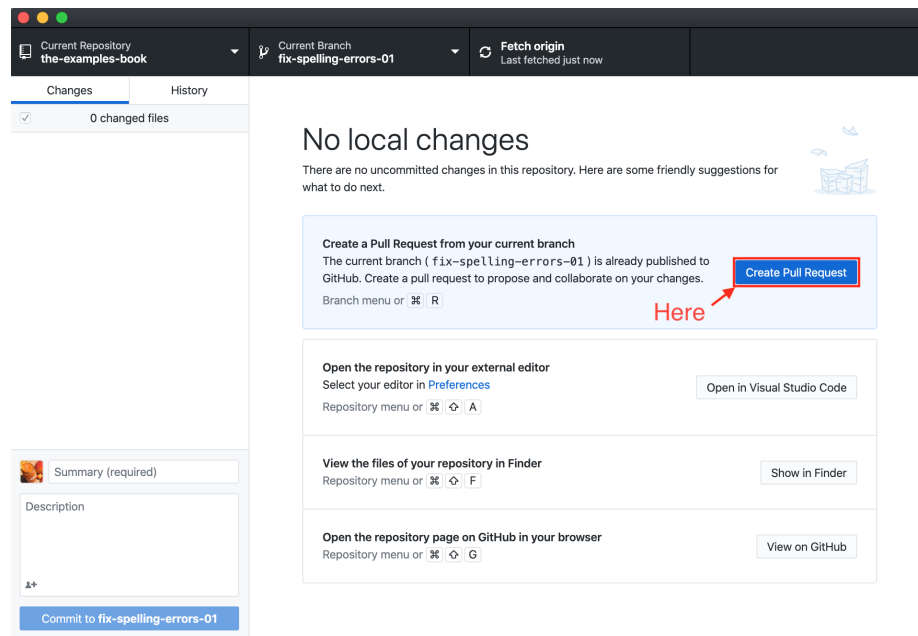 Current Repository
the-examples-book
Current Branch
fix-spelling-errors-01
Fetch origin
Last fetched just now
Changes
History
0 changed files
No local changes
There are no uncommitted changes in this repository. Here are some friendly suggestions for
what to do next.
Create a Pull Request from your current branch
The current branch ( fix-spelling-errors-01 ) is already published to
GitHub. Create a pull request to propose and collaborate on your changes.
Branch menu or ⌘ R
Create Pull Request
Here
Open the repository in your external editor
Select your editor in Preferences
Repository menu or ⌘ ⇧ A
Open in Visual Studio Code
View the files of your repository in Finder
Repository menu or ⌘ ⇧ F
Show in Finder
Open the repository page on GitHub in your browser
Repository menu or ⌘ ⇧ G
View on GitHub
Summary (required)
Description
Commit to fix-spelling-errors-01